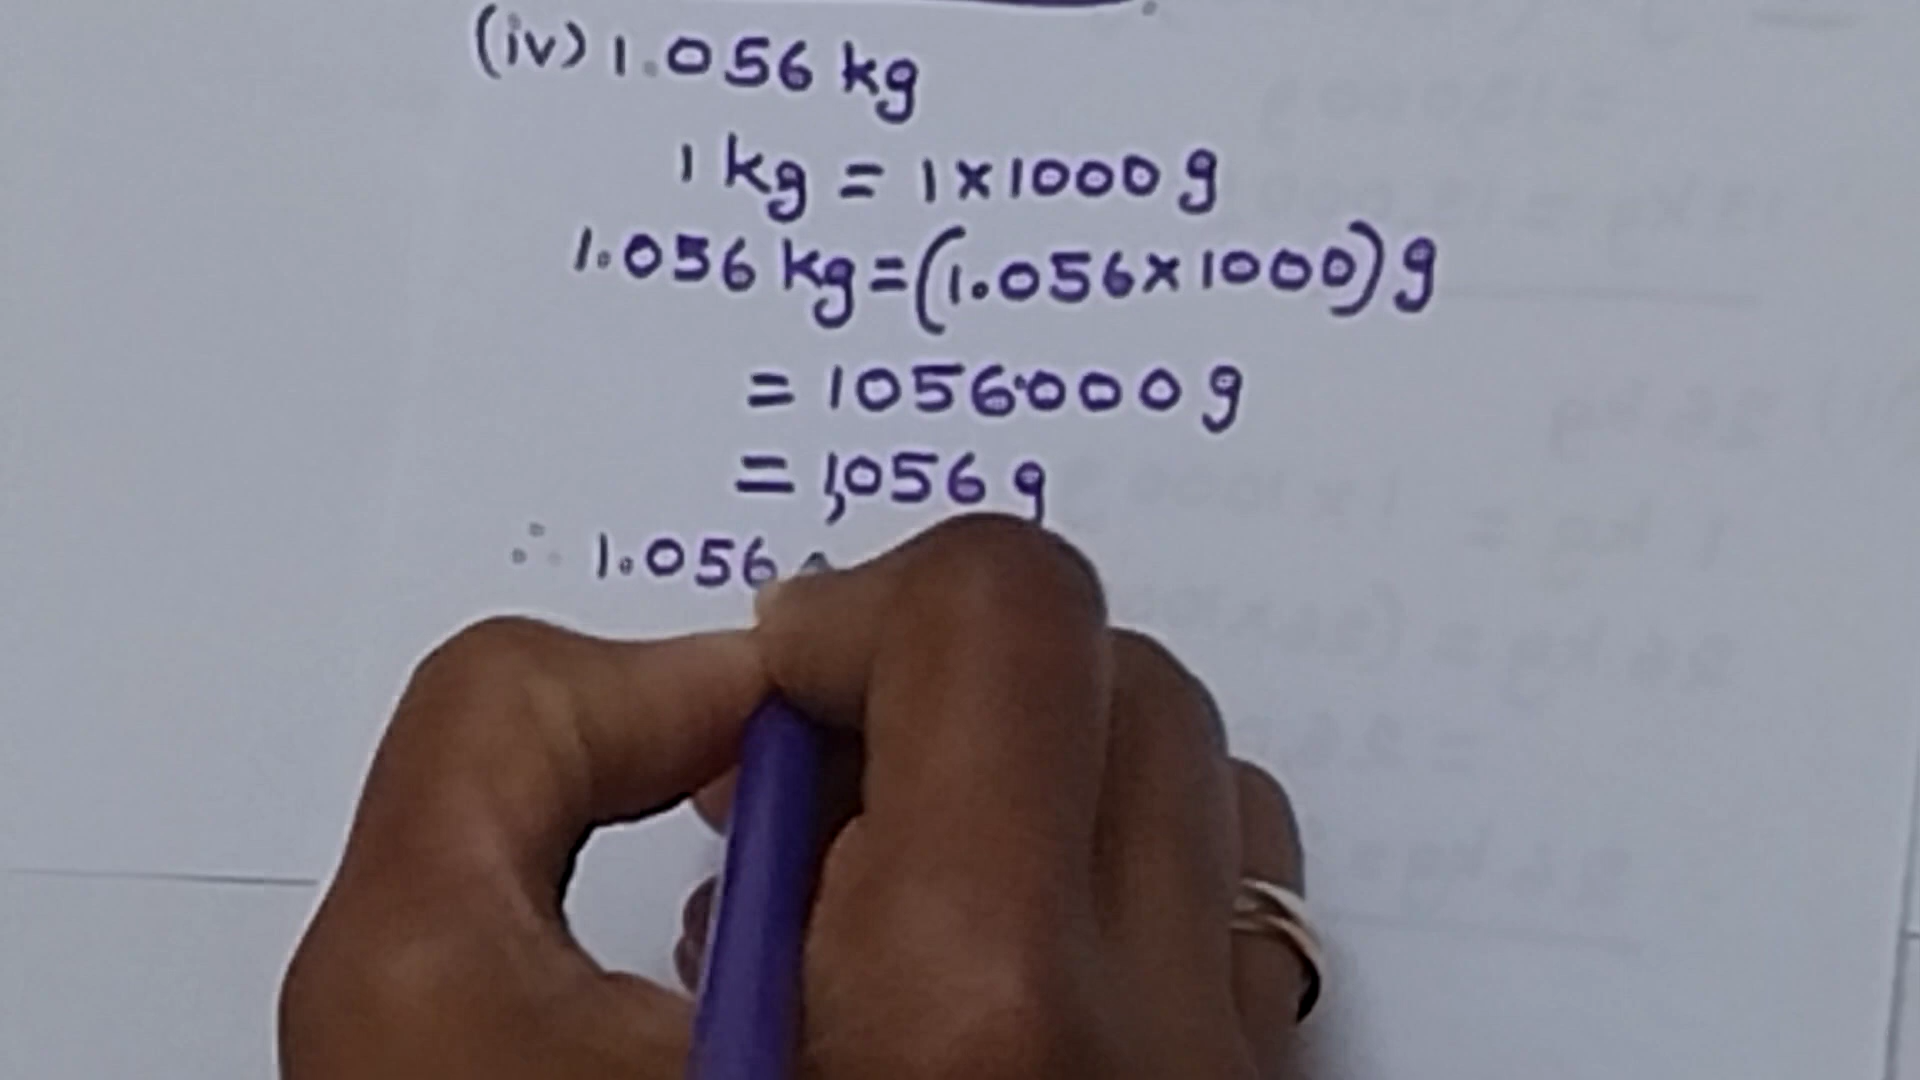 (iv) 1.056 kg
1 kg = 1 × 1000 g
1.056 kg = (1.056 × 1000) g
= 1056.000 g
= 1,056 g
∴ 1.056